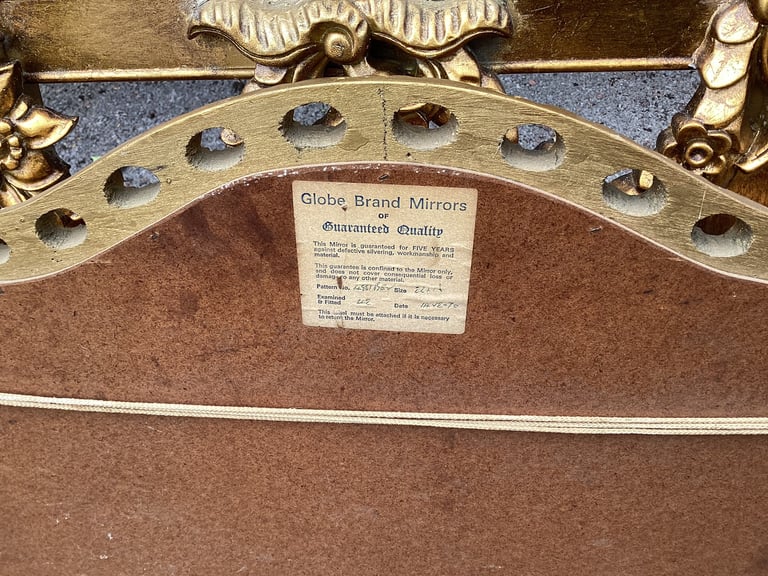 Globe Brand Mirrors
OF
Guaranteed Quality
This Mirror is guaranteed for FIVE YEARS
against defective silvering, workmanship and
material.
This guarantee is confined to the Mirror only,
and does not cover consequential loss or
damage to any other material.
Pattern No. Size
Examined
& Fitted Date
This label must be attached if it is necessary
to return the Mirror.